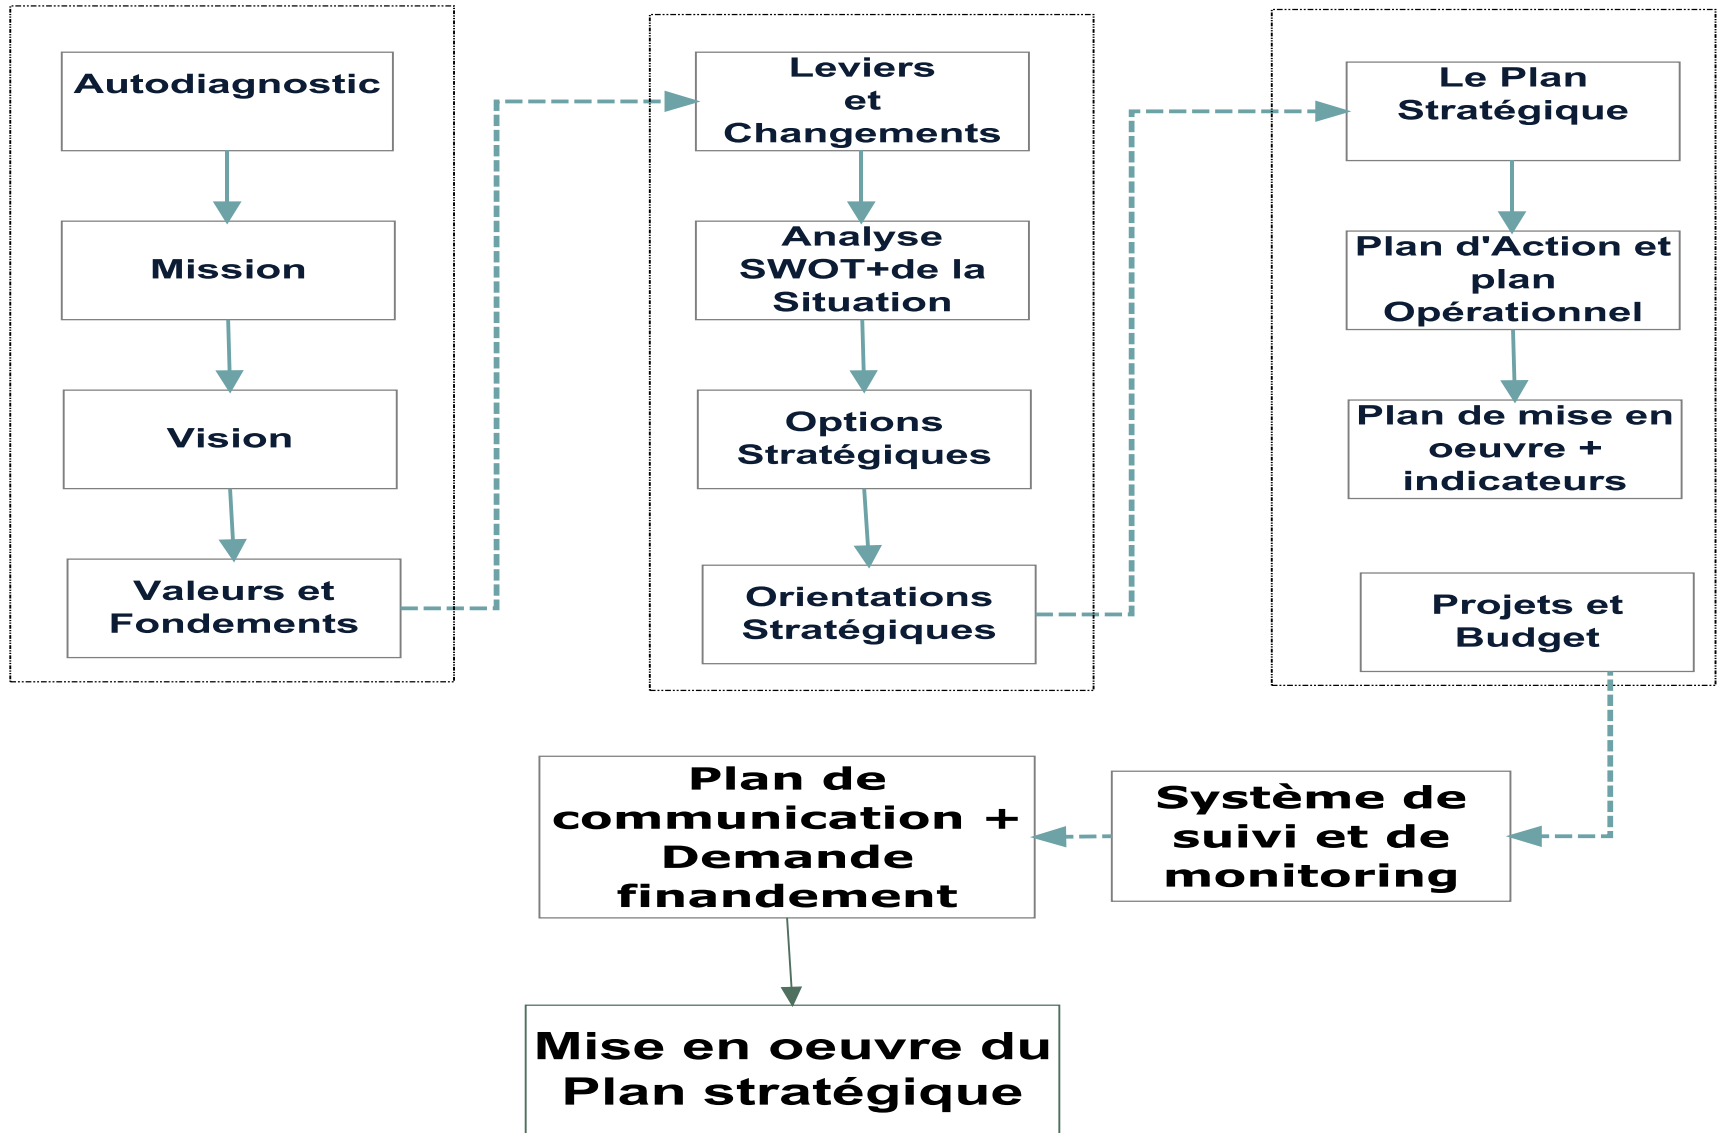 Autodiagnostic
Mission
Vision
Valeurs et
Fondements
Leviers
et
Changements
Analyse
SWOT+de la
Situation
Options
Stratégiques
Orientations
Stratégiques
Le Plan
Stratégique
Plan d'Action et
plan
Opérationnel
Plan de mise en
oeuvre +
indicateurs
Projets et
Budget
Système de
suivi et de
monitoring
Plan de
communication +
Demande
finandement
Mise en oeuvre du
Plan stratégique